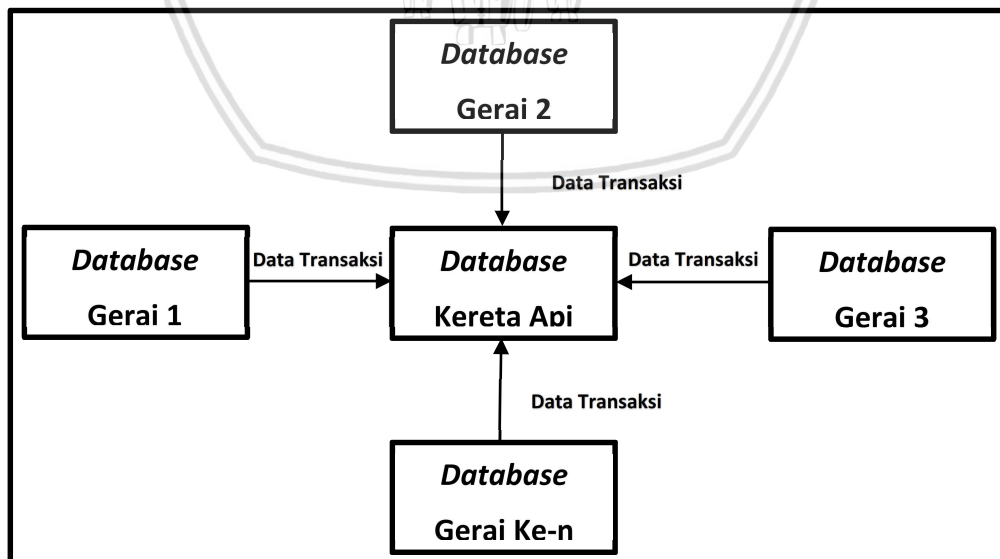 Database
Gerai 2
Data Transaksi
Database
Gerai 1
Data Transaksi
Database
Kereta Api
Data Transaksi
Database
Gerai 3
Data Transaksi
Database
Gerai Ke-n